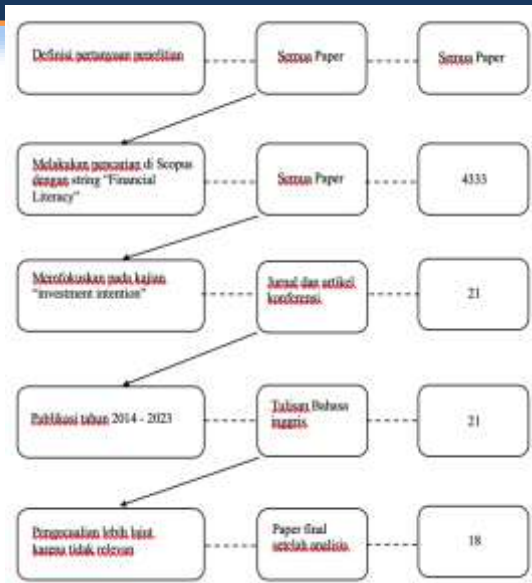 Definisi pertanyaan penelitian
Semua Paper
Semua Paper
Melakukan pencarian di Scopus
dengan string “Financial
Literacy”
Semua Paper
4333
Memfokuskan pada kajian
“investment intention”
Jurnal dan artikel
konferensi
21
Publikasi tahun 2014 - 2023
Tulisan Bahasa
inggris
21
Pengecualian lebih lajut
karena tidak relevan
Paper final
setelah analisis
18